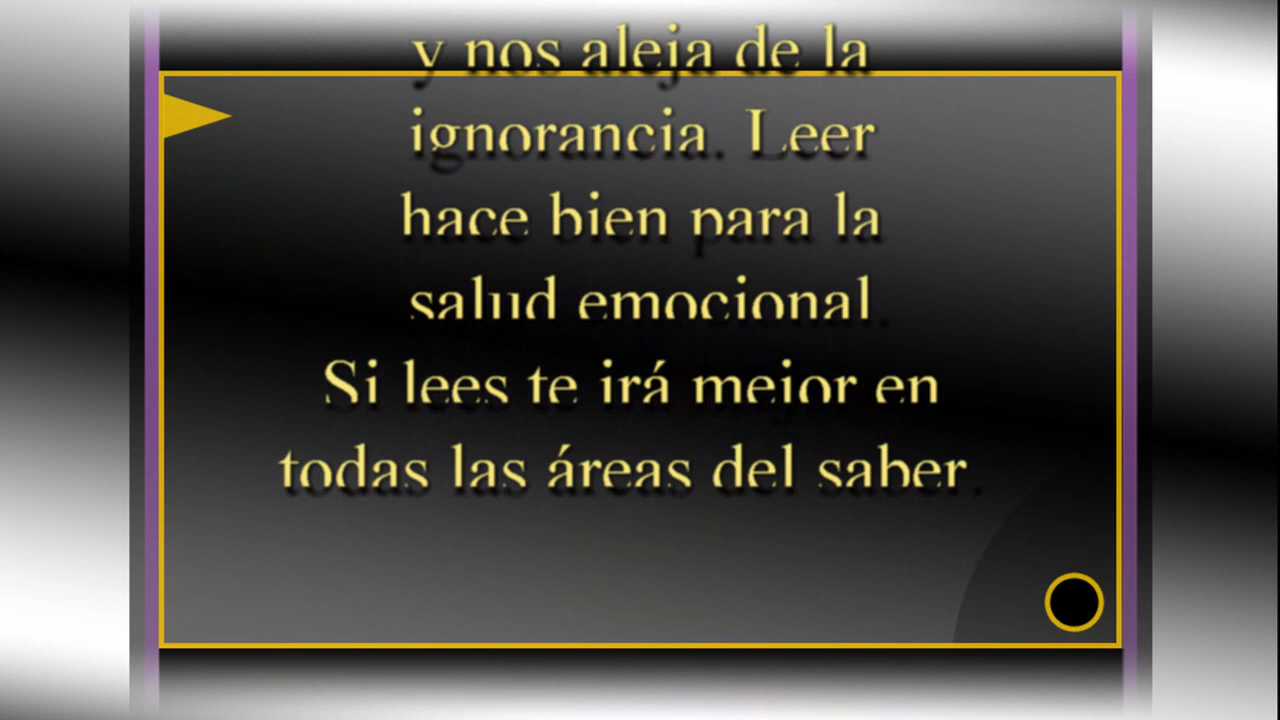 y nos aleja de la
ignorancia. Leer
hace bien para la
salud emocional.
Si lees te irá mejor en
todas las áreas del saber.